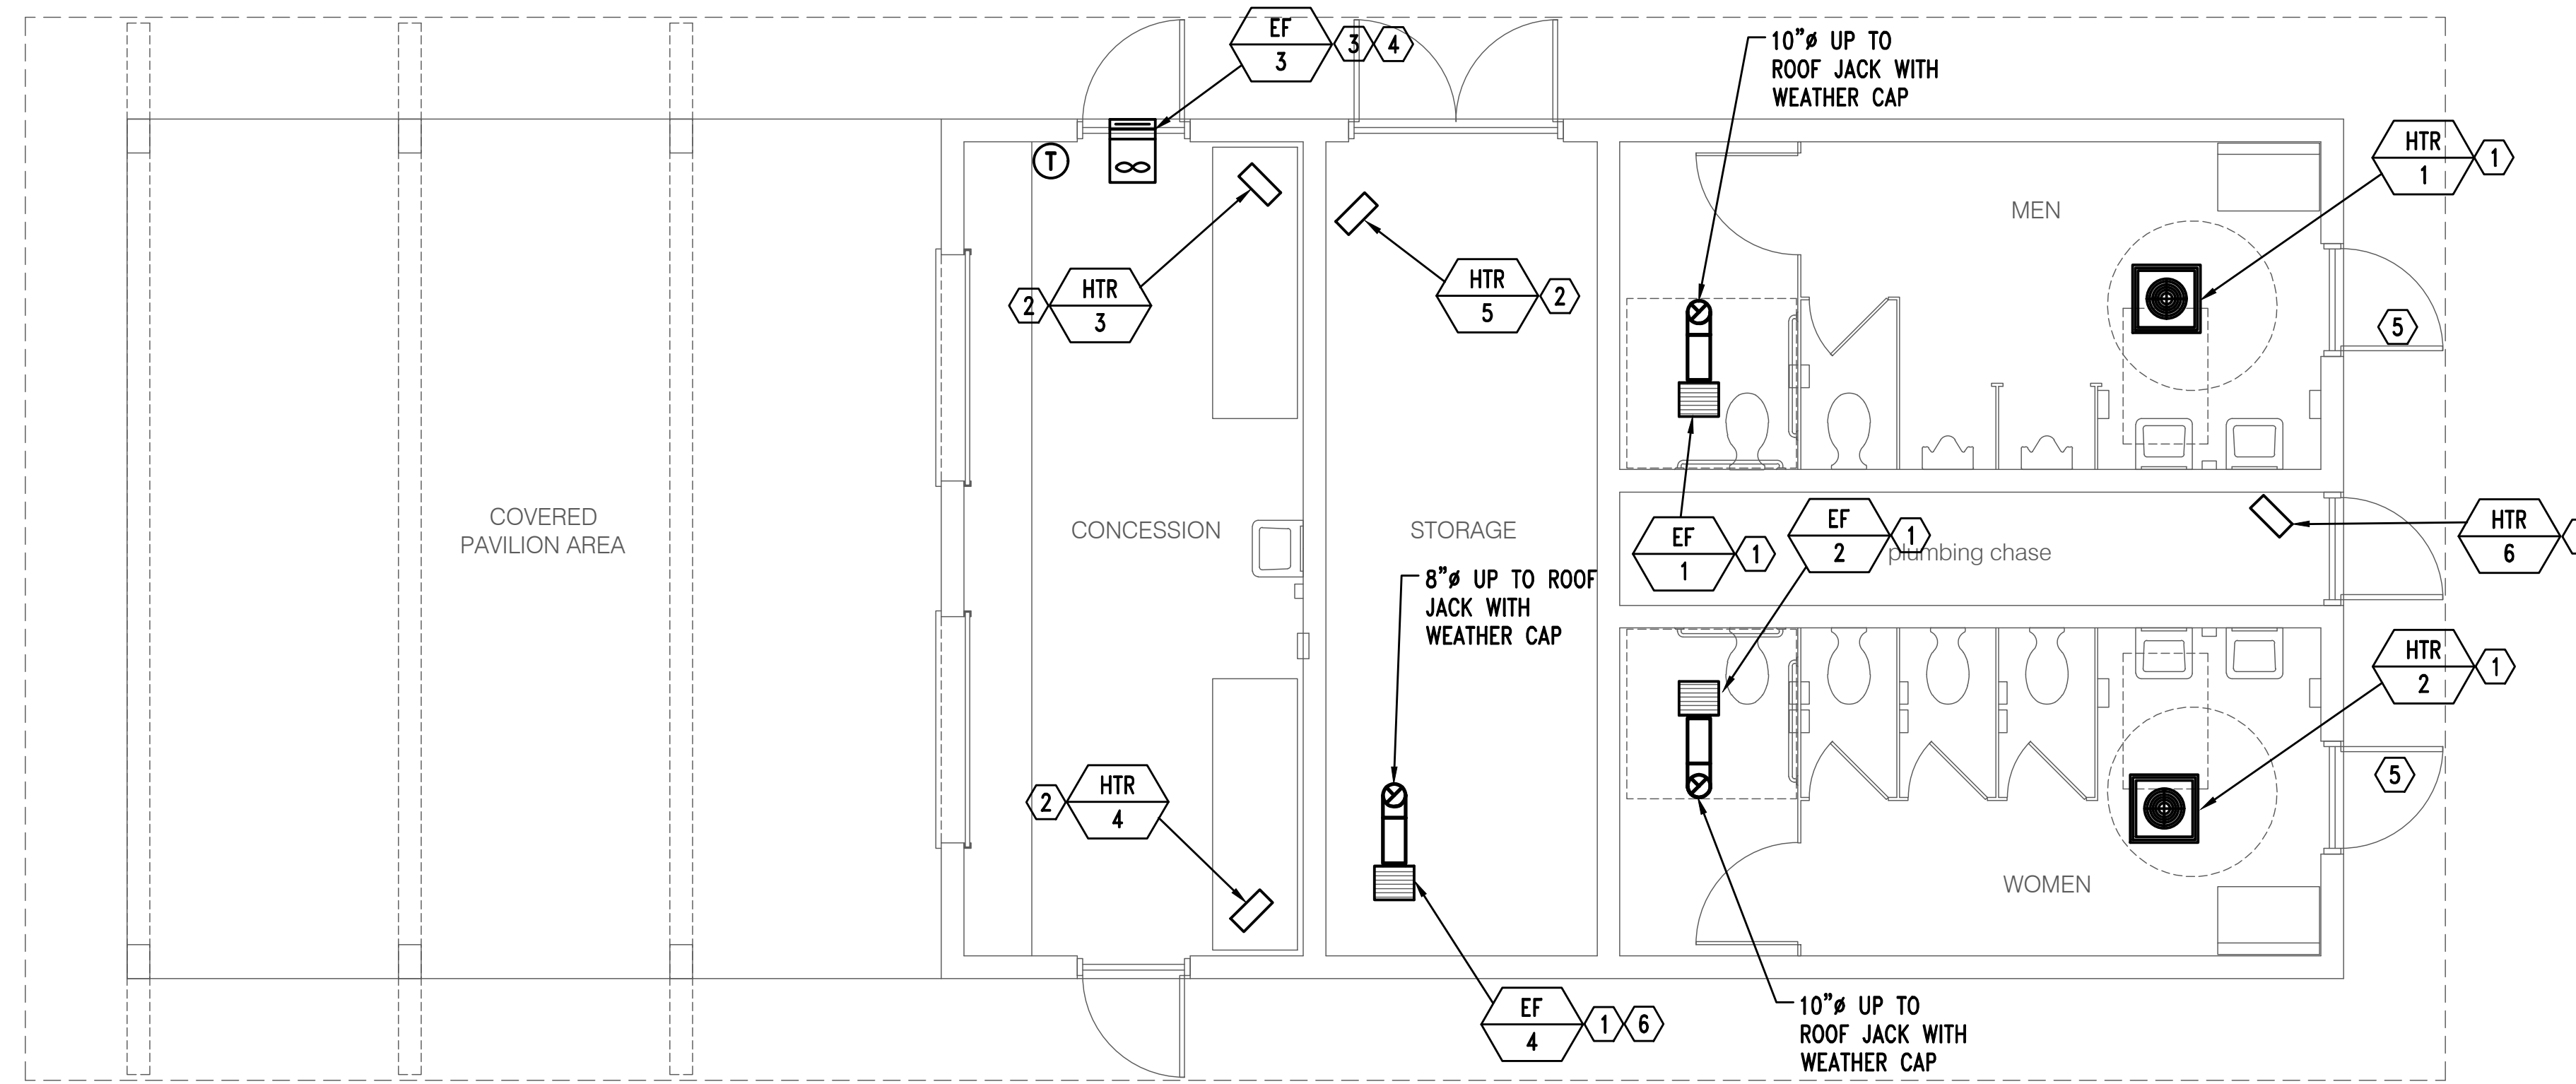 EF
3
3
4
10"ø UP TO
ROOF JACK WITH
WEATHER CAP
HTR
1
1
T
MEN
2
HTR
3
HTR
5
2
5
COVERED
PAVILION AREA
CONCESSION
STORAGE
EF
1
1
EF
2
1
plumbing chase
HTR
6
8"ø UP TO ROOF
JACK WITH
WEATHER CAP
HTR
2
1
2
HTR
4
5
WOMEN
EF
4
1
6
10"ø UP TO
ROOF JACK WITH
WEATHER CAP